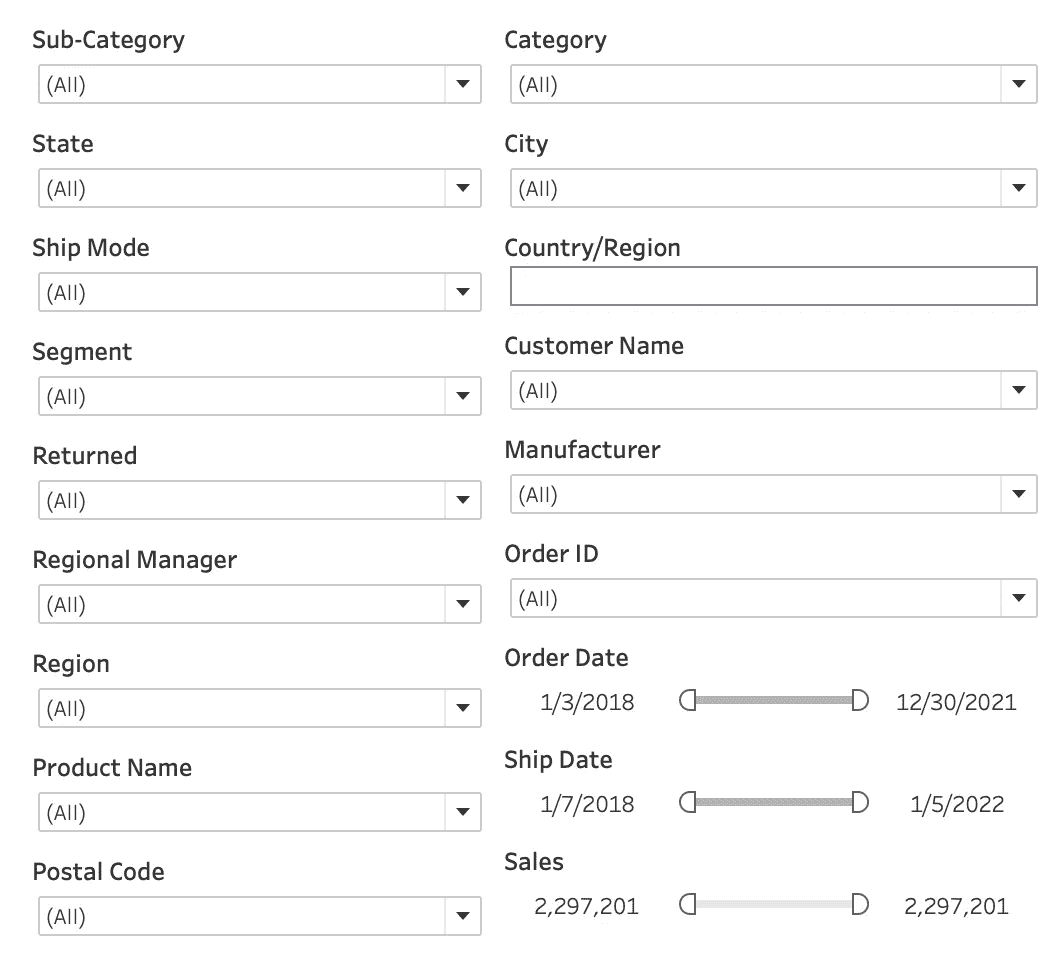 Sub-Category
(All)
State
(All)
Ship Mode
(All)
Segment
(All)
Returned
(All)
Regional Manager
(All)
Region
(All)
Product Name
(All)
Postal Code
(All)
Category
(All)
City
(All)
Country/Region
Customer Name
(All)
Manufacturer
(All)
Order ID
(All)
Order Date
1/3/2018 12/30/2021
Ship Date
1/7/2018 1/5/2022
Sales
2,297,201 2,297,201